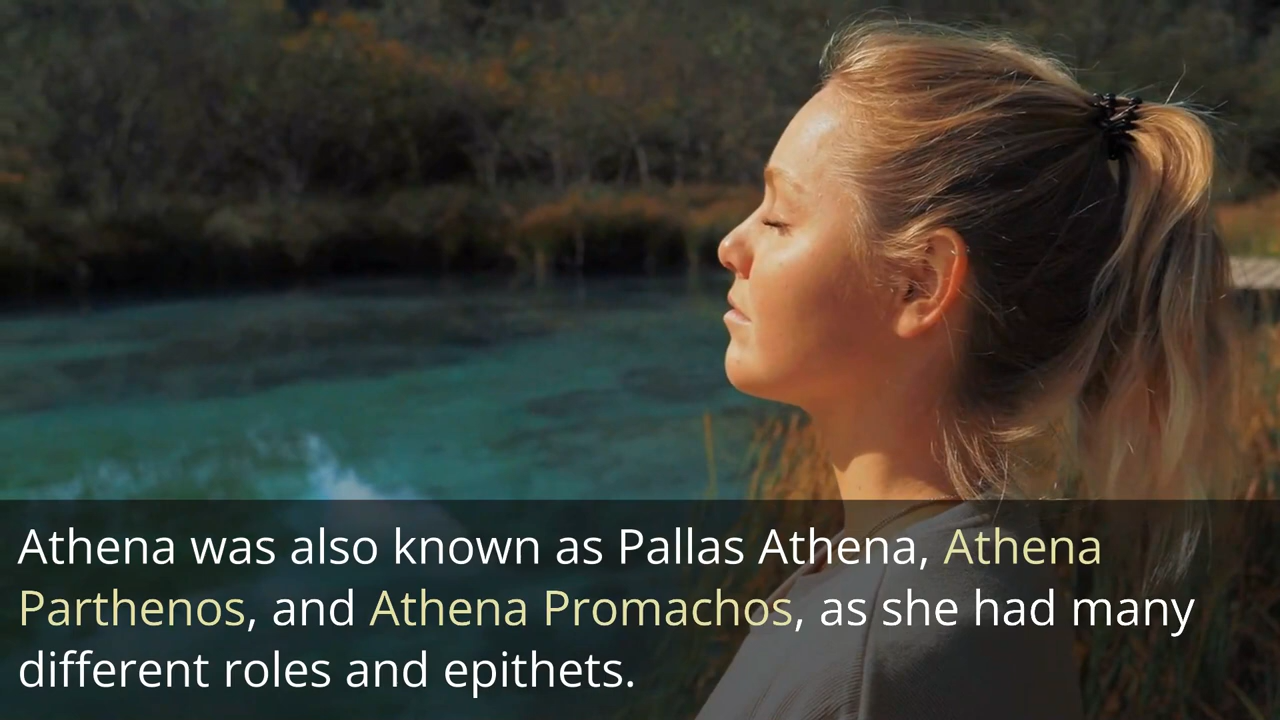 Athena was also known as Pallas Athena, Athena
Parthenos, and Athena Promachos, as she had many
different roles and epithets.